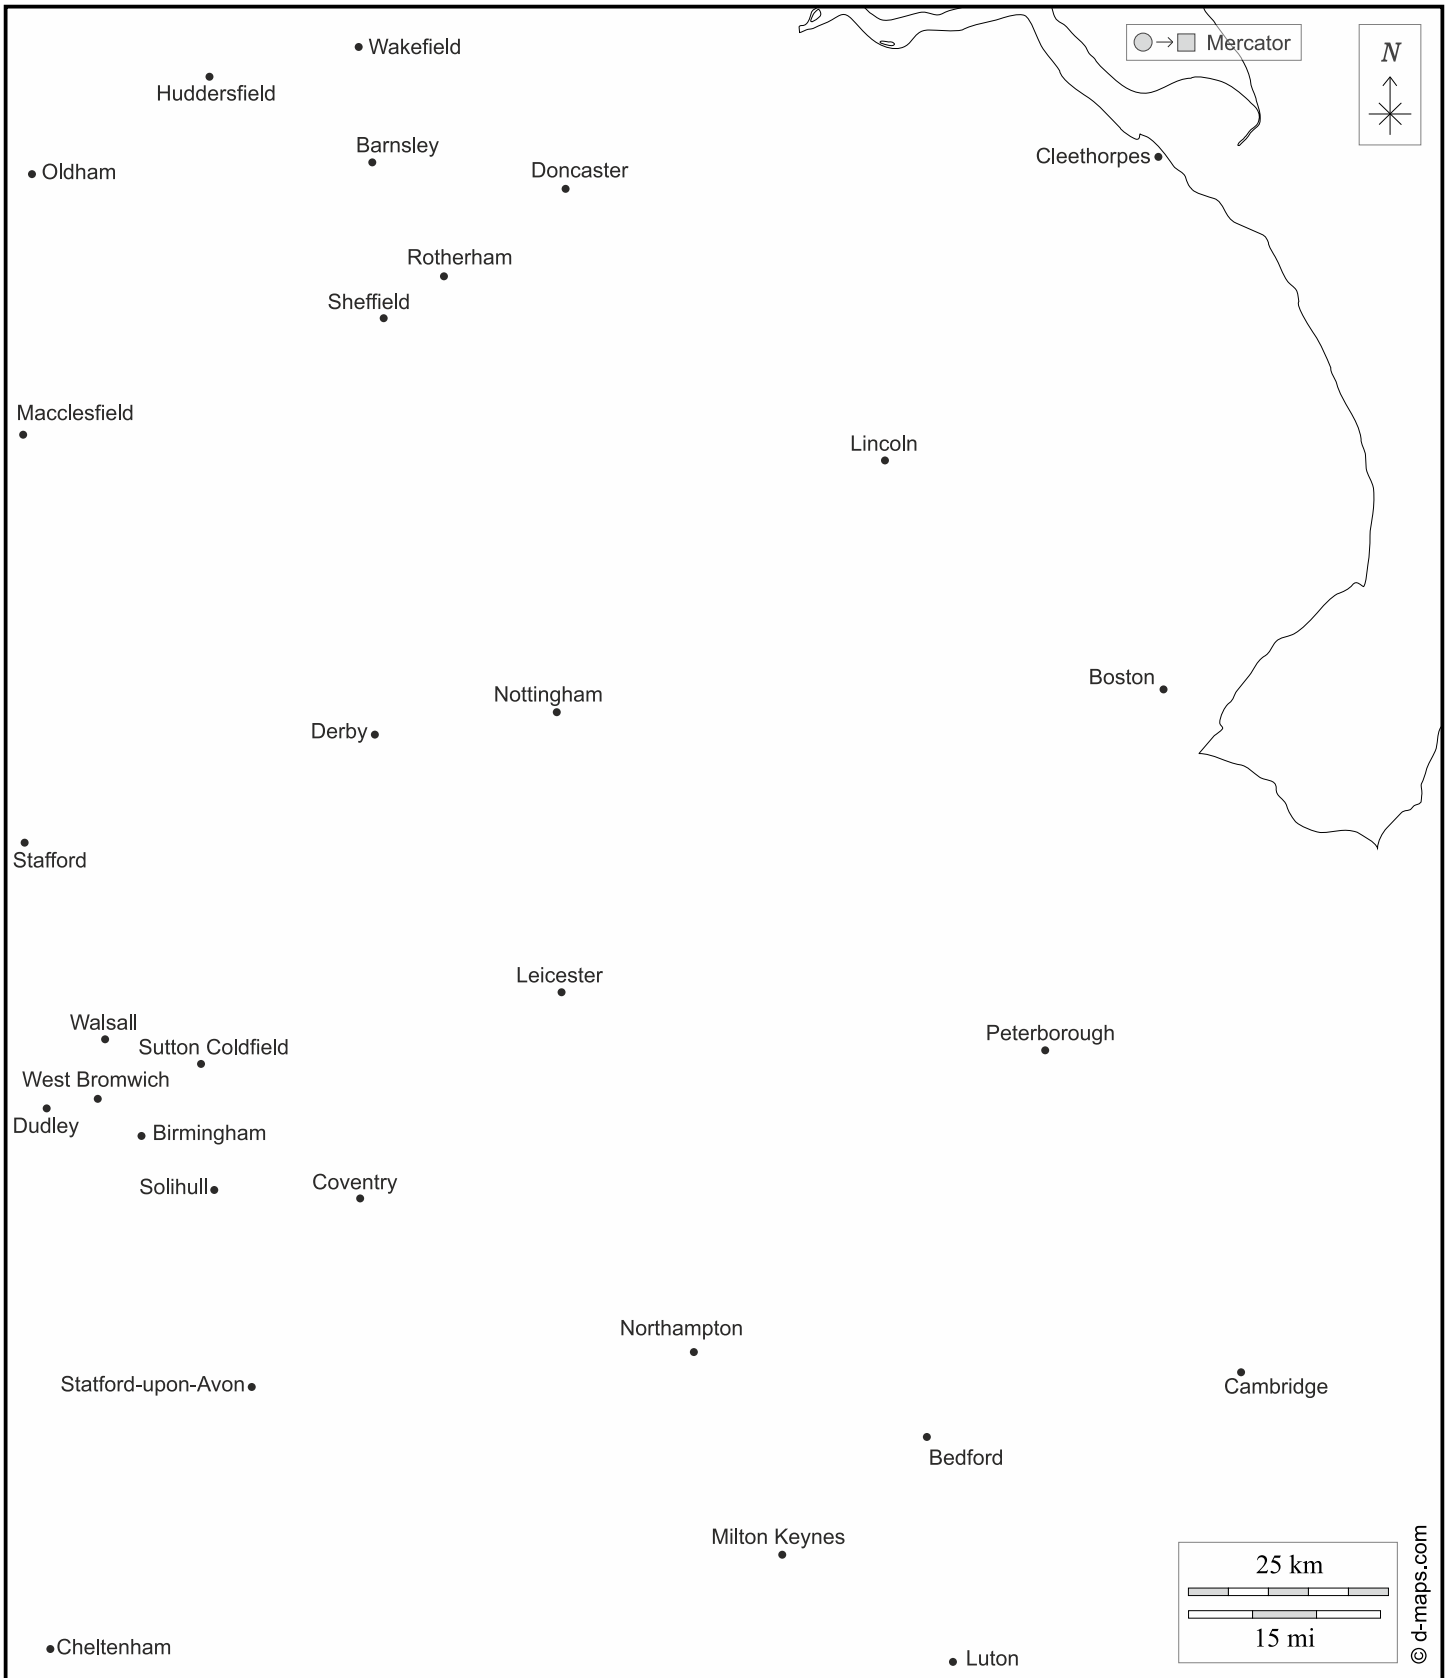 Wakefield
Mercator
N
Huddersfield
Barnsley
Cleethorpes
Oldham
Doncaster
Rotherham
Sheffield
Macclesfield
Lincoln
Boston
Nottingham
Derby
Stafford
Leicester
Walsall
Peterborough
Sutton Coldfield
West Bromwich
Dudley
Birmingham
Solihull
Coventry
Northampton
Statford-upon-Avon
Cambridge
Bedford
Milton Keynes
25 km
15 mi
© d-maps.com
Cheltenham
Luton